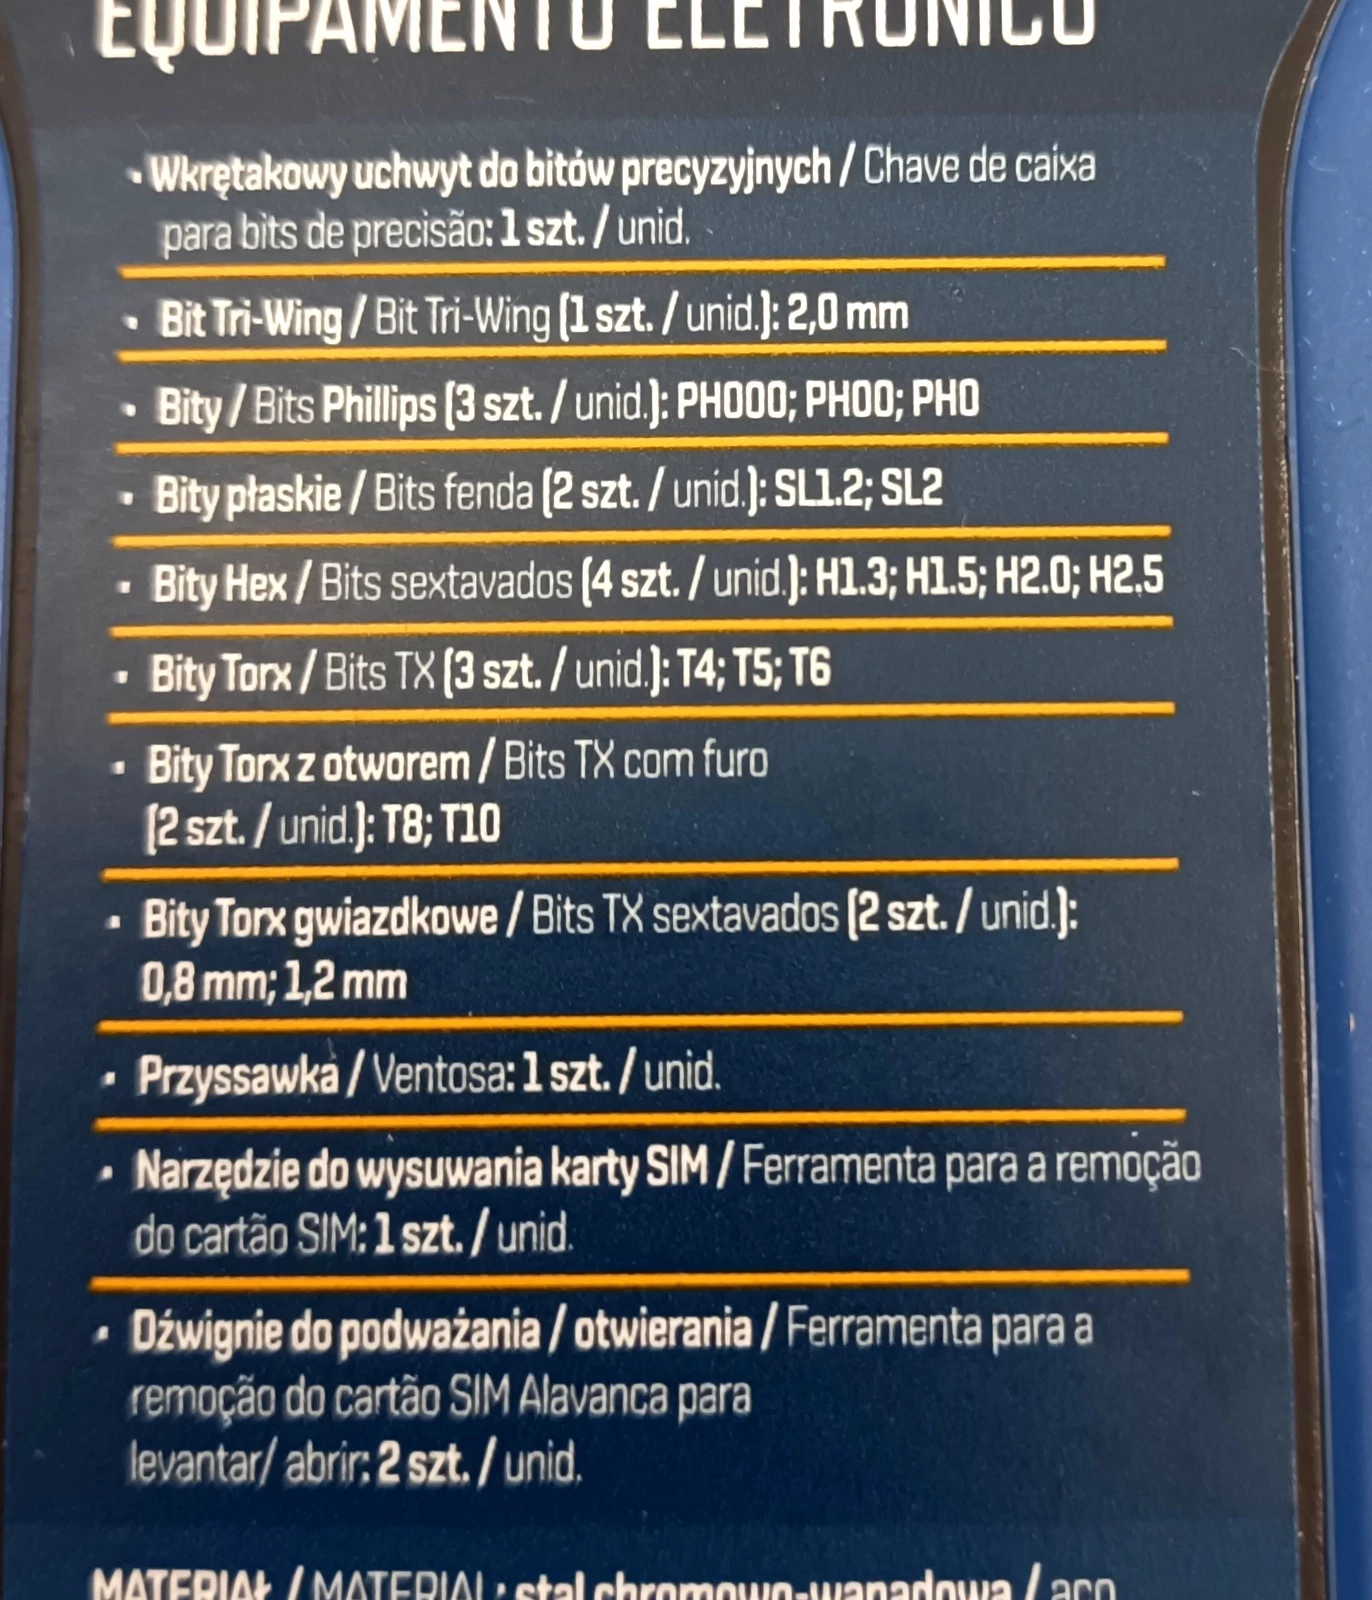 EQUIPAMENTO ELETRÓNICO
▪ Wkrętakowy uchwyt do bitów precyzyjnych / Chave de caixa
para bits de precisão: 1 szt. / unid.
▪ Bit Tri-Wing / Bit Tri-Wing (1 szt. / unid.): 2,0 mm
▪ Bity / Bits Phillips (3 szt. / unid.): PH000; PH00; PH0
▪ Bity płaskie / Bits fenda (2 szt. / unid.): SL1.2; SL2
▪ Bity Hex / Bits sextavados (4 szt. / unid.): H1.3; H1.5; H2.0; H2.5
▪ Bity Torx / Bits TX (3 szt. / unid.): T4; T5; T6
▪ Bity Torx z otworem / Bits TX com furo
(2 szt. / unid.): T8; T10
▪ Bity Torx gwiazdkowe / Bits TX sextavados (2 szt. / unid.):
0,8 mm; 1,2 mm
▪ Przyssawka / Ventosa: 1 szt. / unid.
▪ Narzędzie do wysuwania karty SIM / Ferramenta para a remoção
do cartão SIM: 1 szt. / unid.
▪ Dźwignie do podważania / otwierania / Ferramenta para a
remoção do cartão SIM Alavanca para
levantar/ abrir: 2 szt. / unid.
MATERIAŁ / MATERIAL: stal chromowo-wanadowa / aço